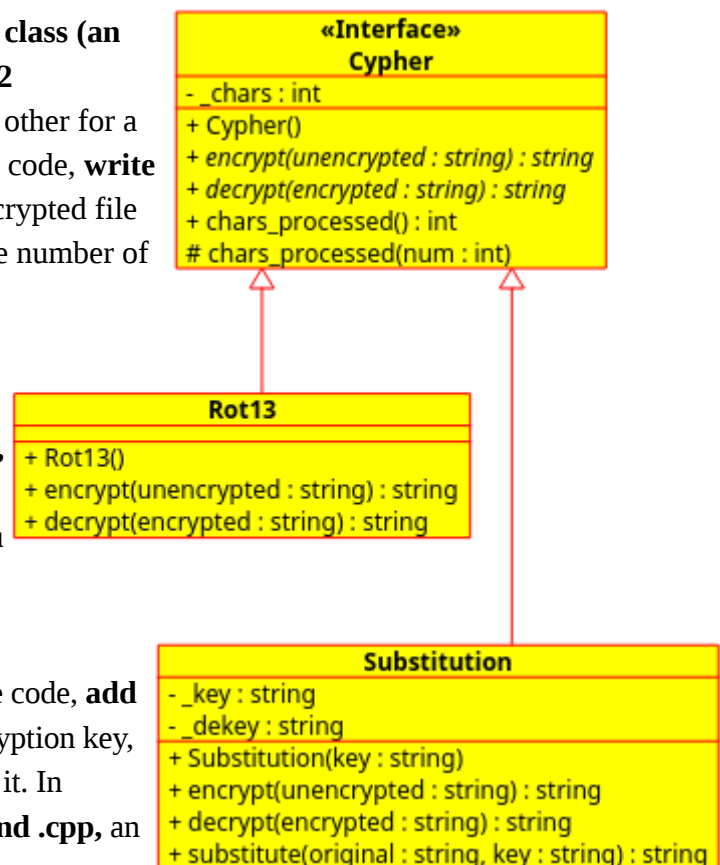 class (an
2
other for a
code, write
crypted file
number of
«Interface»
Cypher
- _chars : int
+ Cypher()
+ encrypt(unencrypted : string) : string
+ decrypt(encrypted : string) : string
+ chars_processed() : int
# chars_processed(num : int)
Rot13
+ Rot13()
+ encrypt(unencrypted : string) : string
+ decrypt(encrypted : string) : string
code, add
yption key,
it. In
nd .cpp, an
Substitution
- _key : string
- _dekey : string
+ Substitution(key : string)
+ encrypt(unencrypted : string) : string
+ decrypt(encrypted : string) : string
+ substitute(original : string, key : string) : string